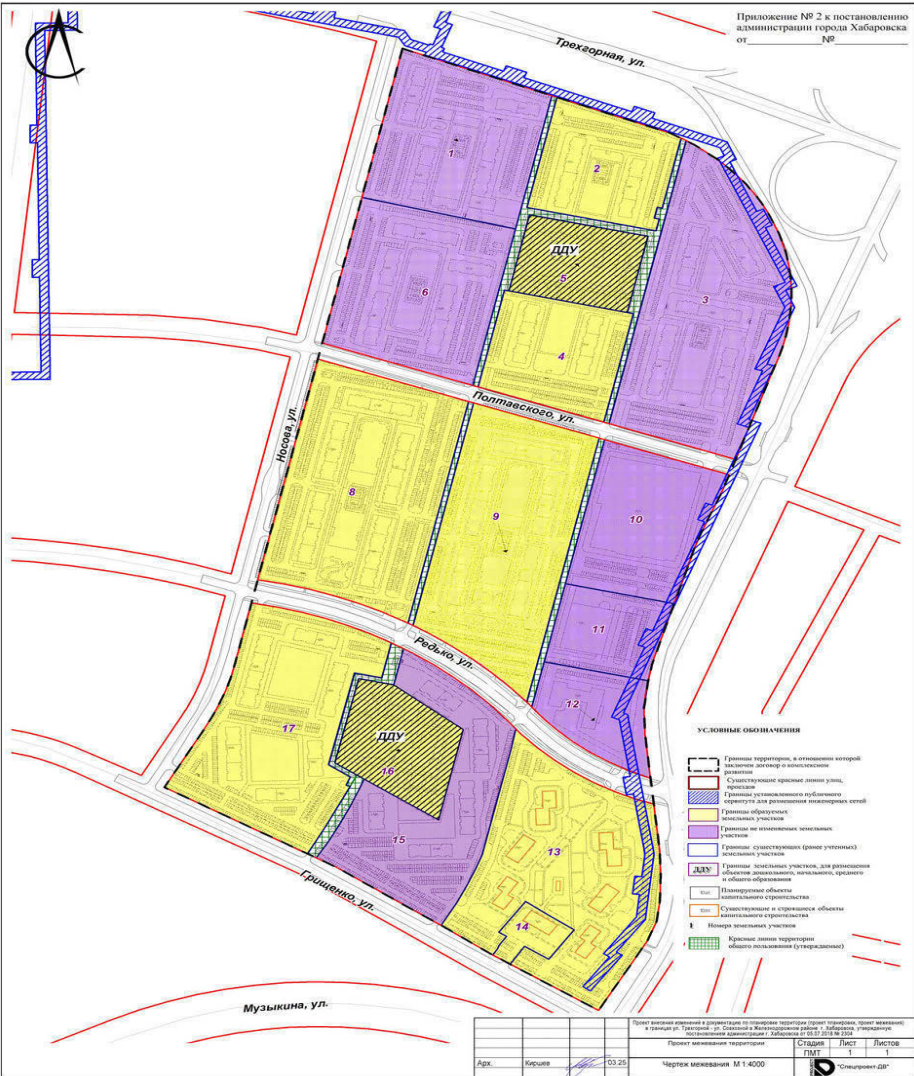 Приложение № 2 к постановлению
администрации города Хабаровска
от__________№__________
Трехгорная, ул.
1
2
ДДУ
5
3
6
4
Полтавского, ул.
Носова, ул.
8
9
10
11
Редько, ул.
12
17
ДДУ
16
15
13
14
Грищенко, ул.
Музыкина, ул.
УСЛОВНЫЕ ОБОЗНАЧЕНИЯ
Границы территории, в отношении которой
заключен договор о комплексном
развитии
Существующие красные линии улиц,
проездов
Границы установленного публичного
сервитута для размещения инженерных сетей
Границы образуемых
земельных участков
Границы не изменяемых земельных
участков
Границы существующих (ранее учтенных)
земельных участков
ДДУ
Границы земельных участков, для размещения
объектов дошкольного, начального, среднего
и общего образования
Планируемые объекты
капитального строительства
Существующие и строящиеся объекты
капитального строительства
1 Номера земельных участков
Красные линии территории
общего пользования (утверждаемые)
Проект межевания территории
Стадия Лист Листов
ПМТ 1 1
Арх. Киршев 03.25
Чертеж межевания М 1:4000
"Спецпроект-ДВ"